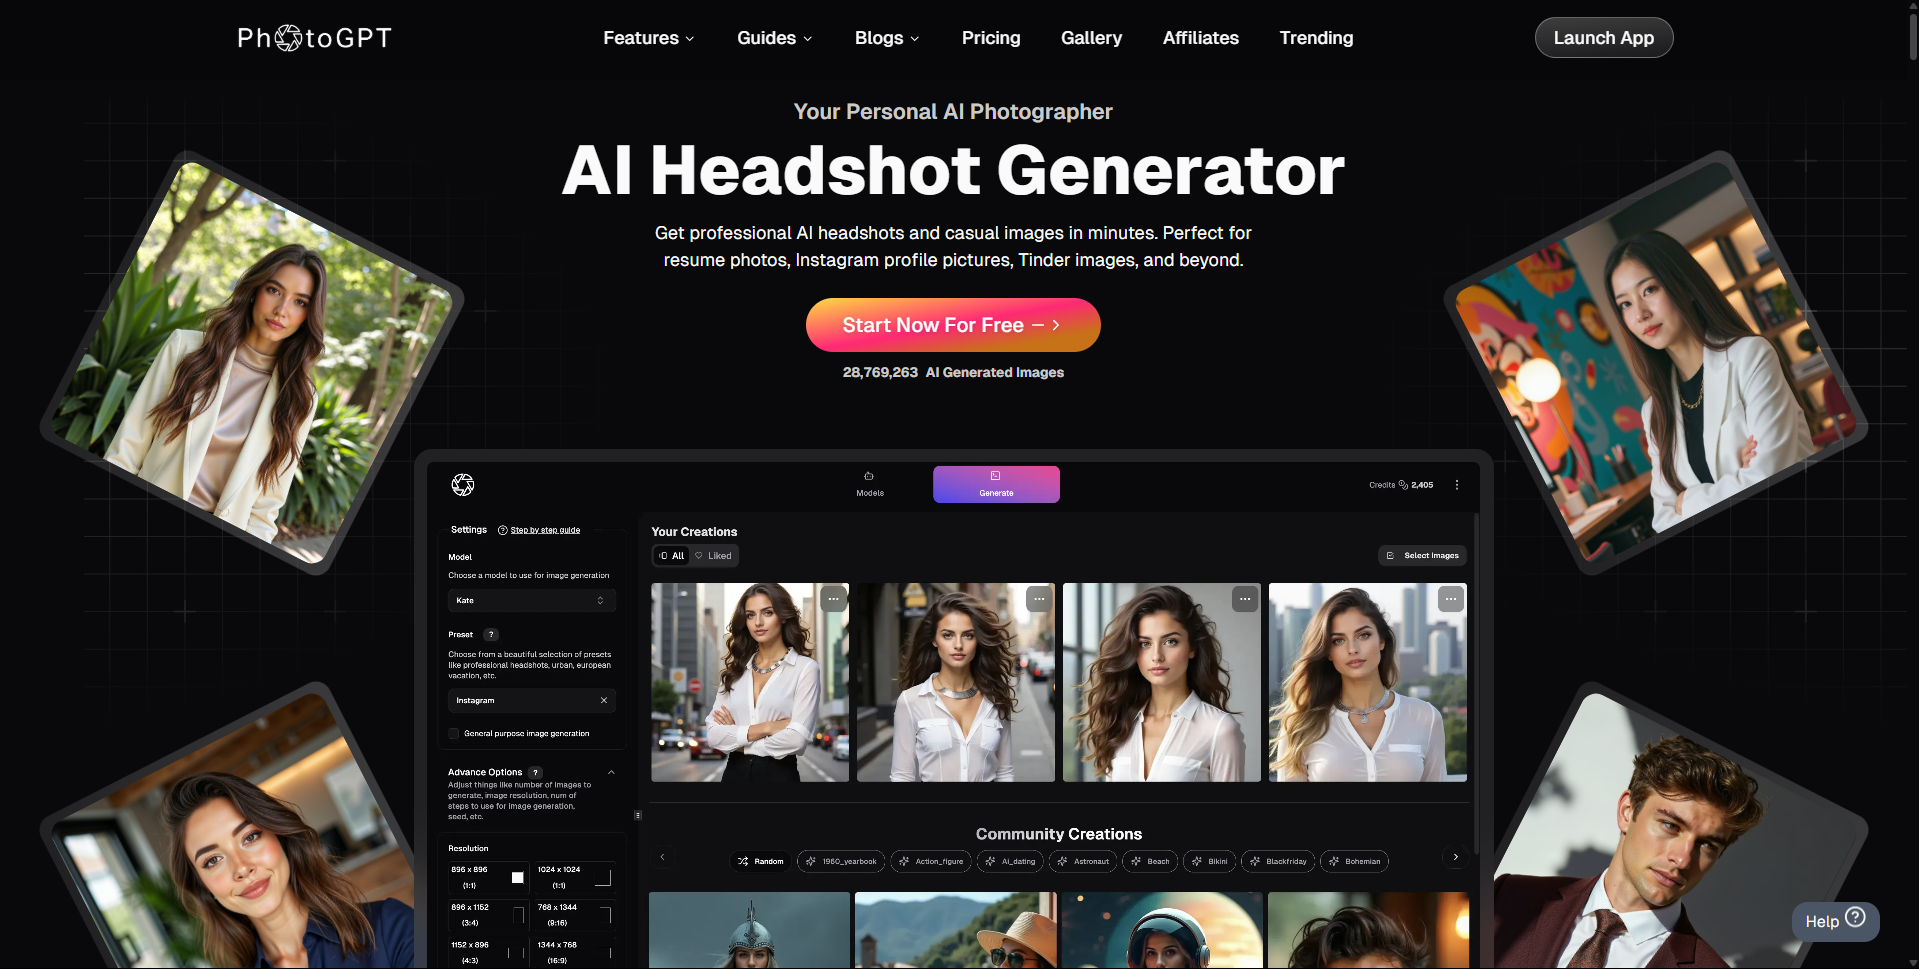 PhotoGPT
Features
Guides
Blogs
Pricing
Gallery
Affiliates
Trending
Launch App
Your Personal AI Photographer
AI Headshot Generator
Get professional AI headshots and casual images in minutes. Perfect for
resume photos, Instagram profile pictures, Tinder images, and beyond.
Start Now For Free
28,769,263 AI Generated Images
Models
Generate
Credits 2,405
Settings
? Step by step guide
Model
Choose a model to use for image generation
Kate
Preset ?
Choose from a beautiful selection of presets
like professional headshots, urban, european
vacation, etc.
Instagram
General purpose image generation
Advance Options ?
Adjust things like number of images to
generate, image resolution, num of
steps to use for image generation,
seed, etc.
Resolution
896 x 896
(1:1)
1024 x 1024
(1:1)
896 x 1152
(3:4)
768 x 1344
(9:16)
1152 x 896
(4:3)
1344 x 768
(16:9)
Your Creations
All
Liked
Select Images
Community Creations
Random
1960_yearbook
Action_figure
Ai_dating
Astronaut
Beach
Bikini
Blackfriday
Bohemian
Help ?